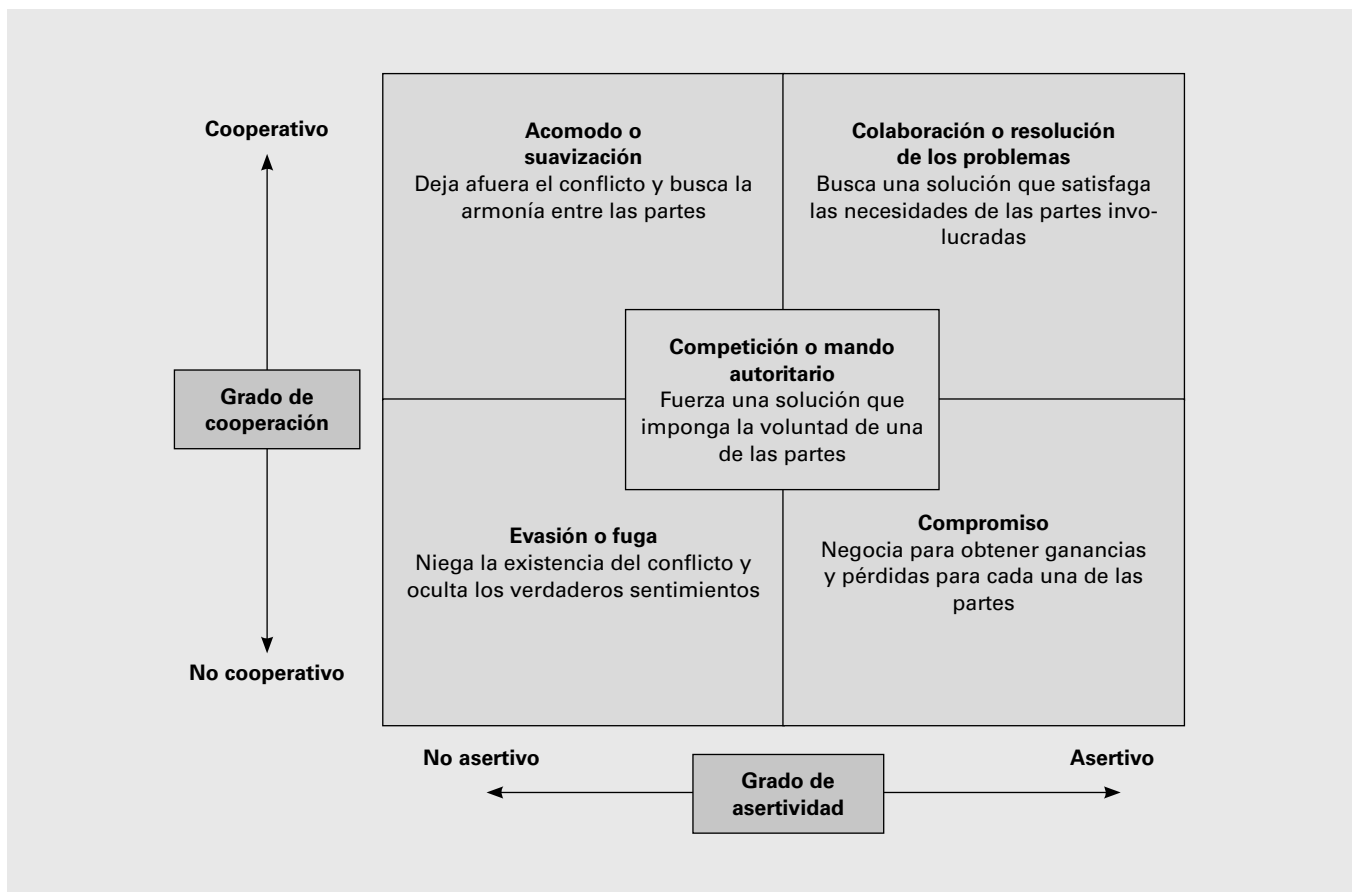 Cooperativo
Acomodo o
suavización
Deja afuera el conflicto y busca la
armonía entre las partes
Colaboración o resolución
de los problemas
Busca una solución que satisfaga
las necesidades de las partes invo-
lucradas
Grado de
cooperación
Competición o mando
autoritario
Fuerza una solución que
imponga la voluntad de una
de las partes
Evasión o fuga
Niega la existencia del conflicto y
oculta los verdaderos sentimientos
Compromiso
Negocia para obtener ganancias
y pérdidas para cada una de las
partes
No cooperativo
No asertivo
Grado de
asertividad
Asertivo